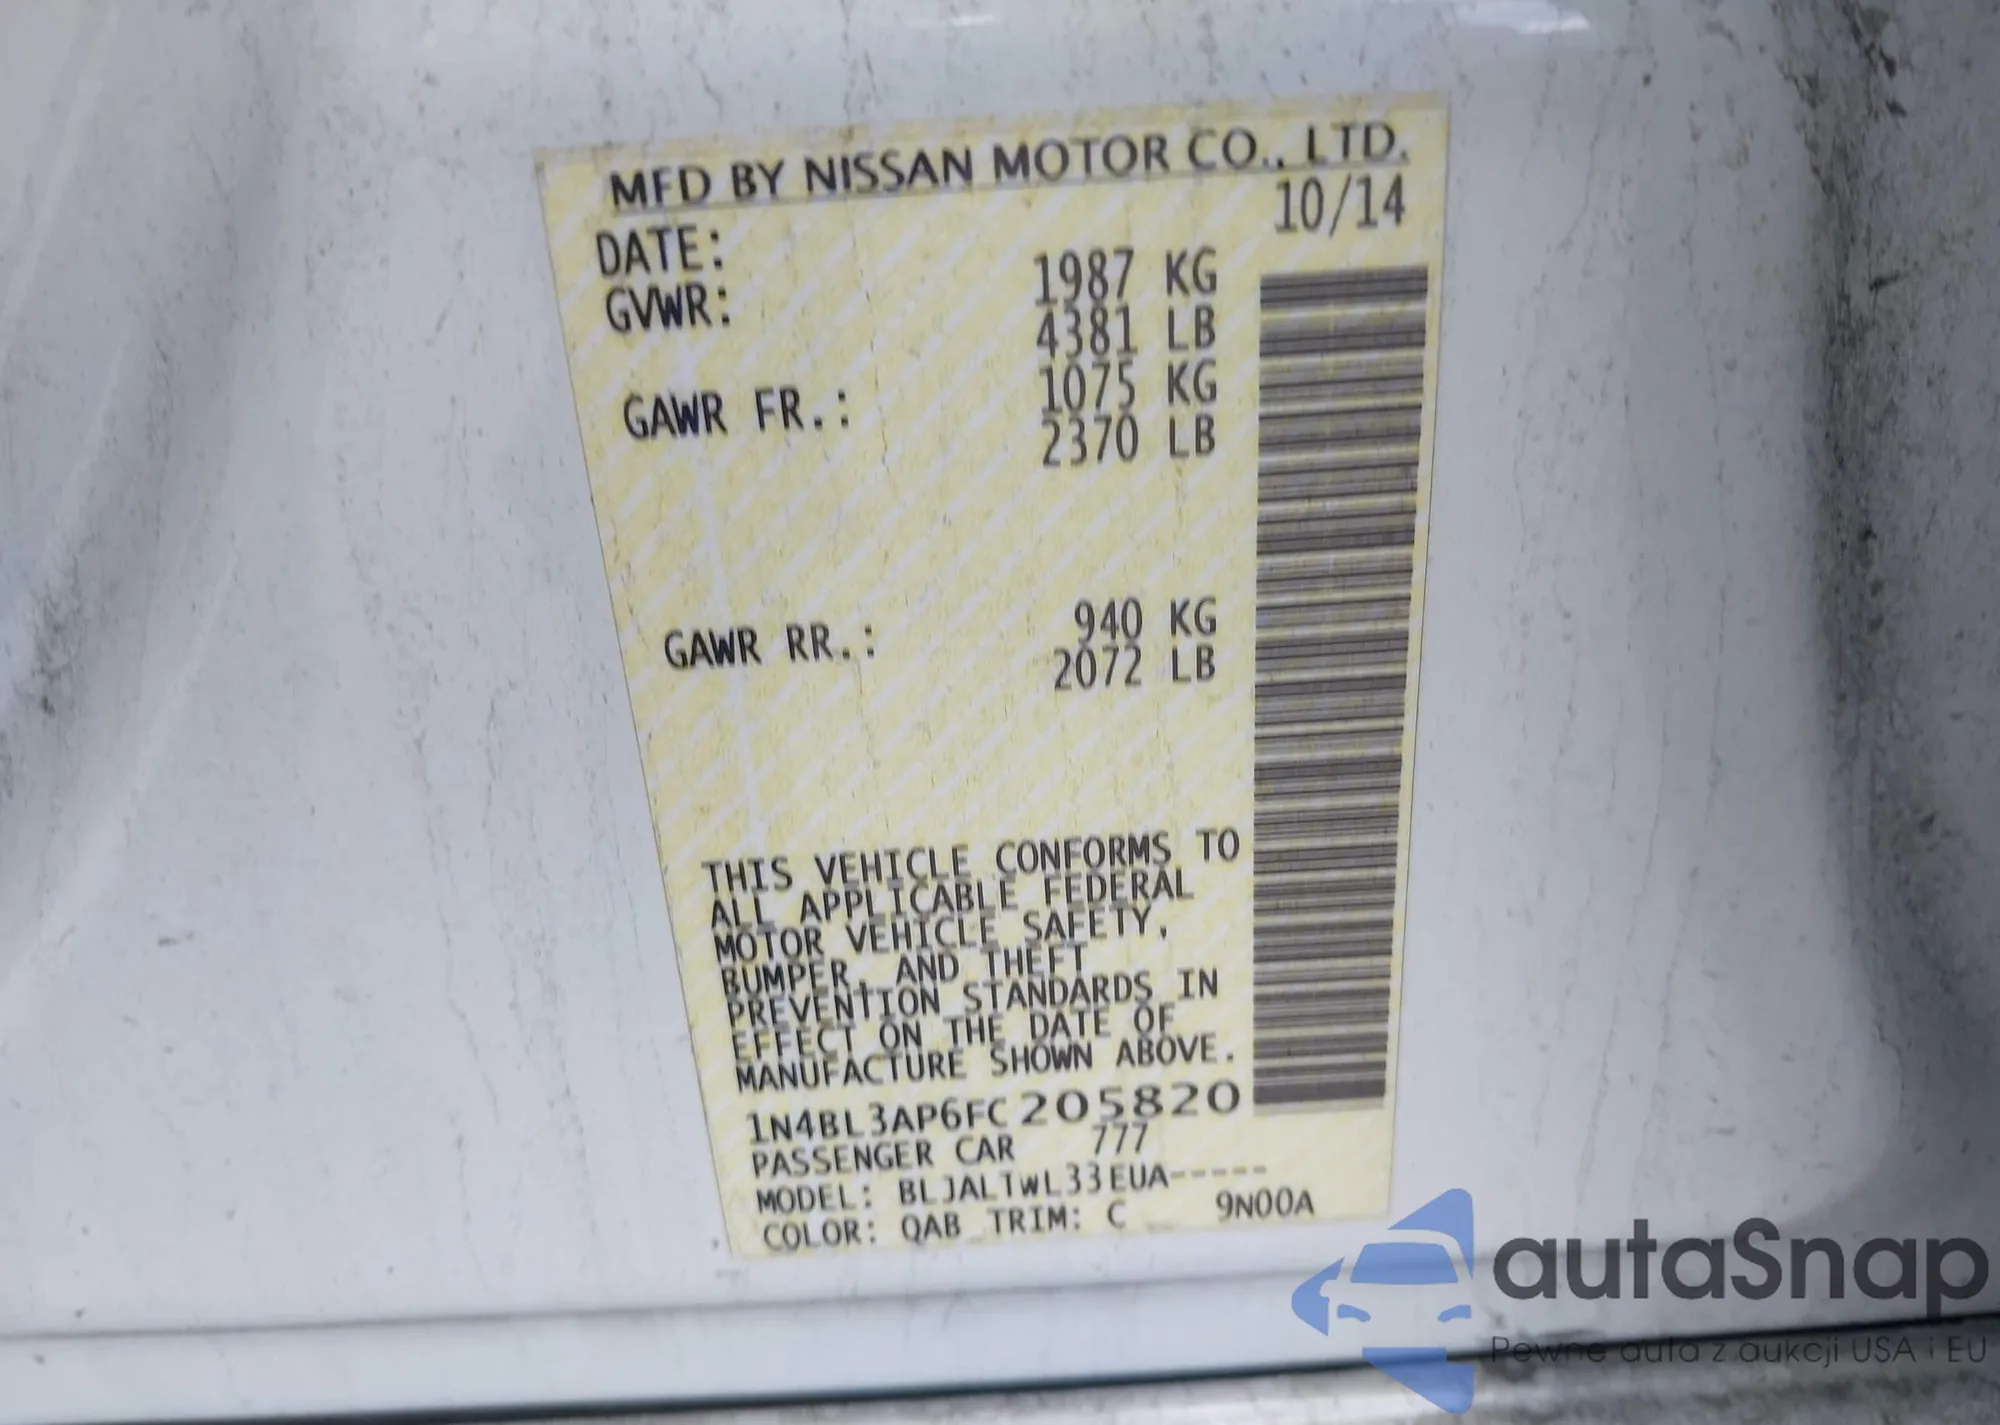 MFD BY NISSAN MOTOR CO., LTD.
DATE: 10/14
GVWR: 1987 KG
4381 LB
GAWR FR.: 1075 KG
2370 LB
GAWR RR.: 940 KG
2072 LB
THIS VEHICLE CONFORMS TO
ALL APPLICABLE FEDERAL
MOTOR VEHICLE SAFETY,
BUMPER, AND THEFT
PREVENTION STANDARDS IN
EFFECT ON THE DATE OF
MANUFACTURE SHOWN ABOVE.
1N4BL3AP6FC205820
PASSENGER CAR 777
MODEL: BLJALTWL33EUA-----
COLOR: QAB TRIM: C 9N00A
autaSnap
Pewne auta z aukcji USA i EU